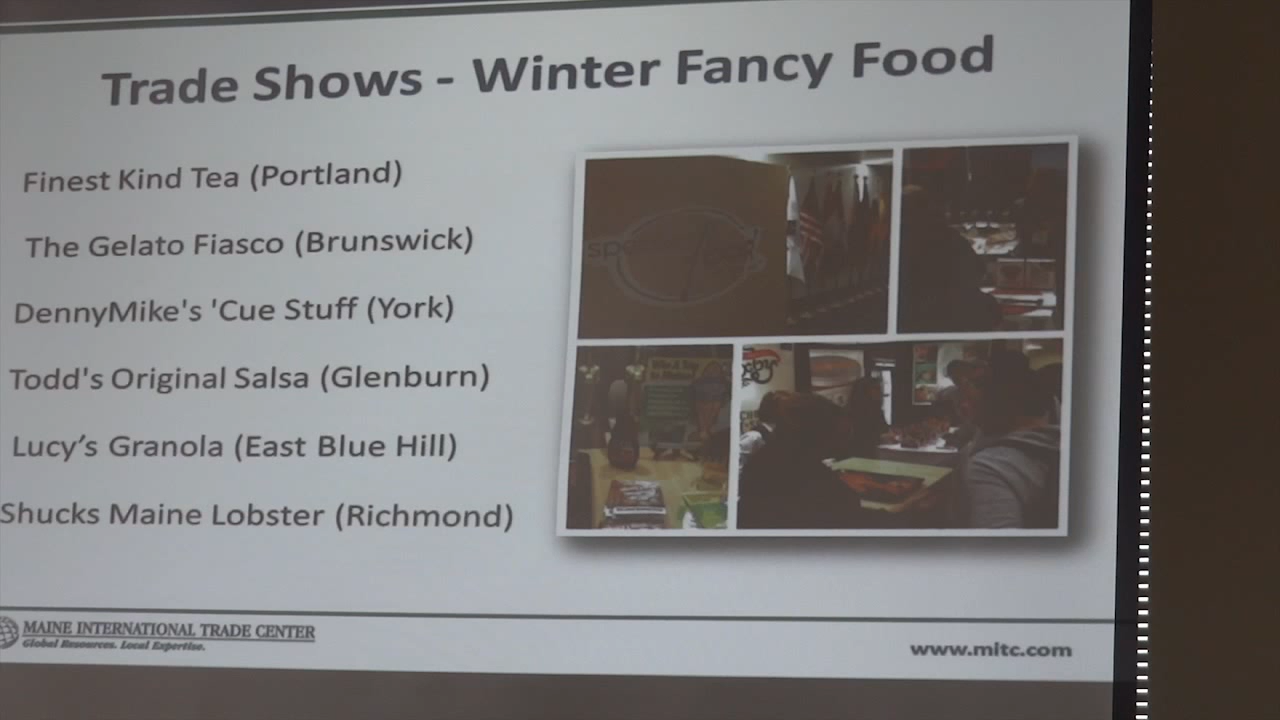 Trade Shows - Winter Fancy Food
Finest Kind Tea (Portland)
The Gelato Fiasco (Brunswick)
DennyMike's 'Cue Stuff (York)
Todd's Original Salsa (Glenburn)
Lucy’s Granola (East Blue Hill)
Shucks Maine Lobster (Richmond)
MAINE INTERNATIONAL TRADE CENTER
Global Resources. Local Expertise.
www.mitc.com